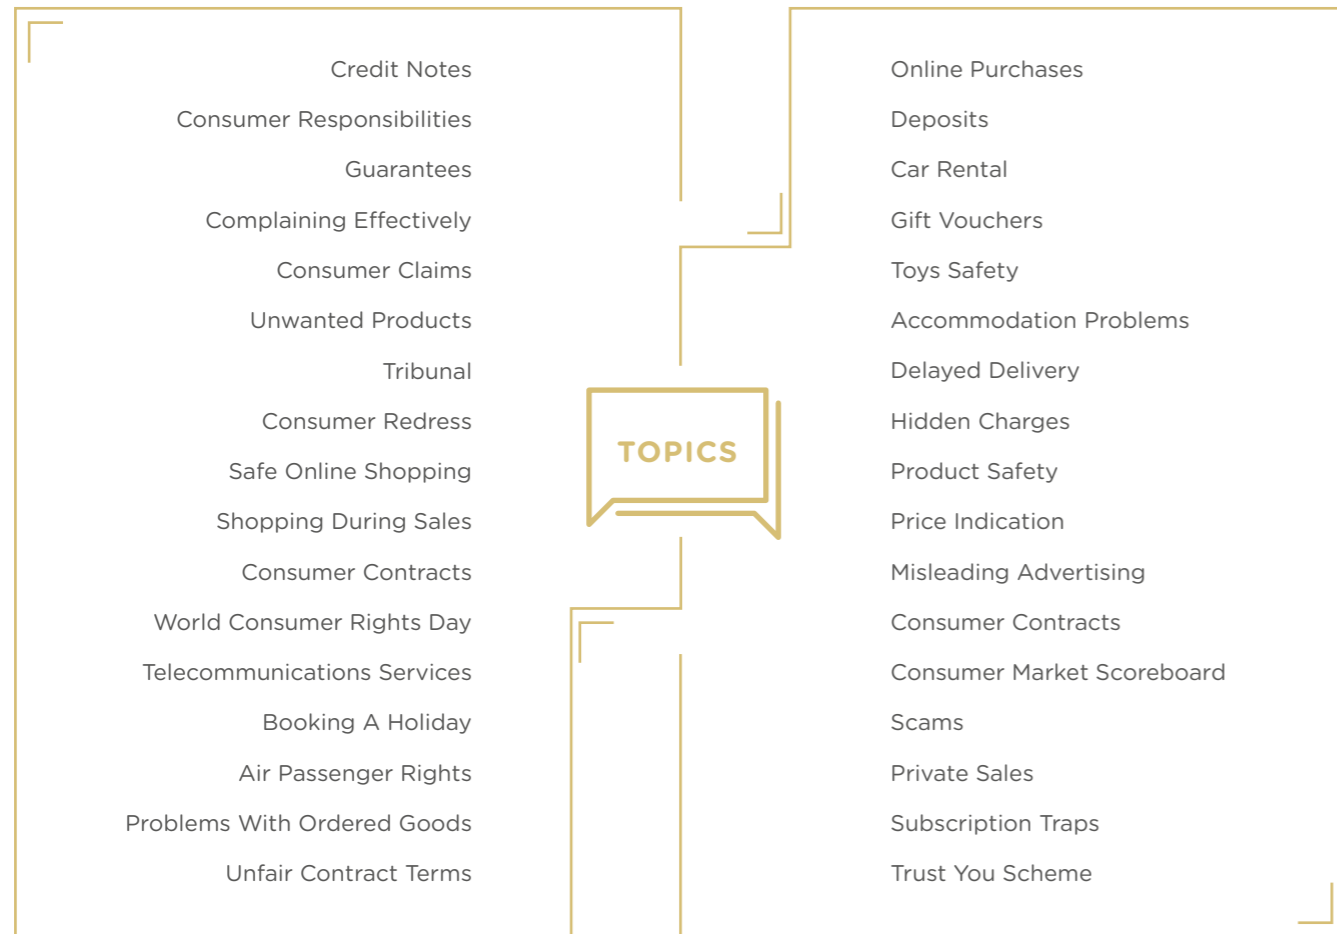 Credit Notes
Consumer Responsibilities
Guarantees
Complaining Effectively
Consumer Claims
Unwanted Products
Tribunal
Consumer Redress
Safe Online Shopping
Shopping During Sales
Consumer Contracts
World Consumer Rights Day
Telecommunications Services
Booking A Holiday
Air Passenger Rights
Problems With Ordered Goods
Unfair Contract Terms
TOPICS
Online Purchases
Deposits
Car Rental
Gift Vouchers
Toys Safety
Accommodation Problems
Delayed Delivery
Hidden Charges
Product Safety
Price Indication
Misleading Advertising
Consumer Contracts
Consumer Market Scoreboard
Scams
Private Sales
Subscription Traps
Trust You Scheme